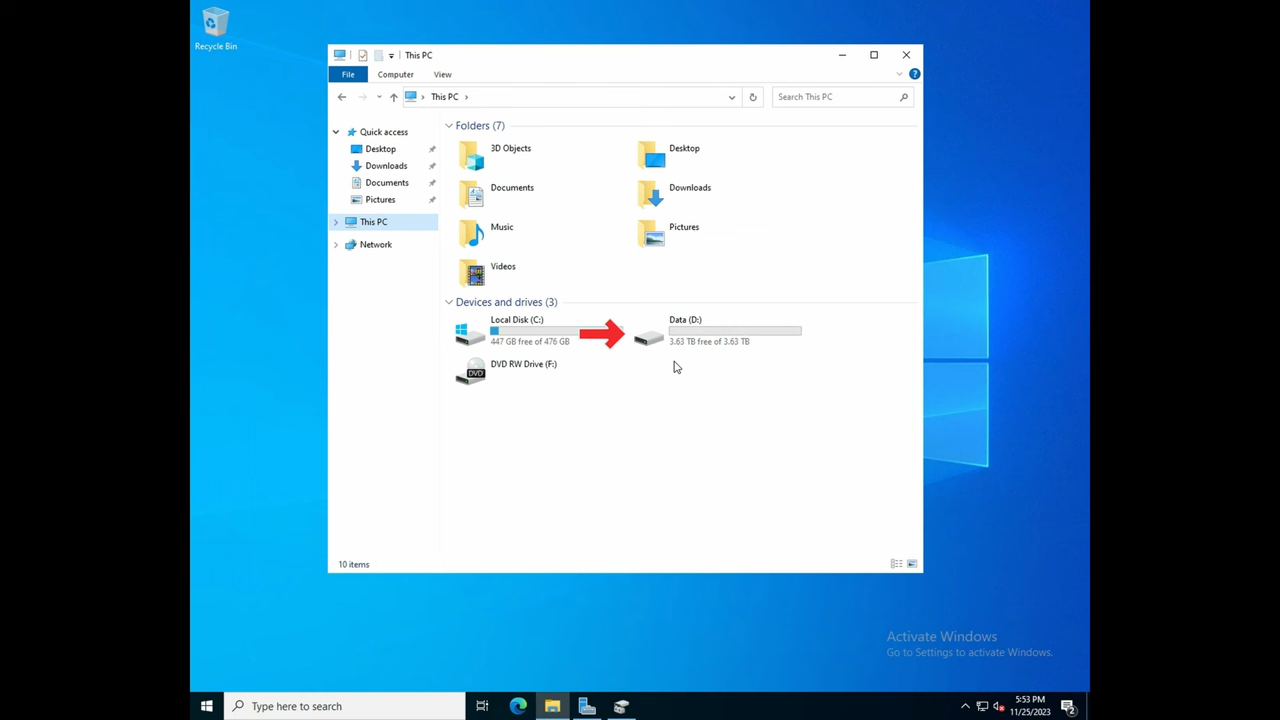 Recycle Bin
This PC
File
Computer
View
This PC
Search This PC
Quick access
Desktop
Downloads
Documents
Pictures
This PC
Network
Folders (7)
3D Objects
Desktop
Documents
Downloads
Music
Pictures
Videos
Devices and drives (3)
Local Disk (C:)
447 GB free of 476 GB
Data (D:)
3.63 TB free of 3.63 TB
DVD RW Drive (F:)
DVD
10 items
Activate Windows
Go to Settings to activate Windows.
Type here to search
5:53 PM
11/25/2023
2